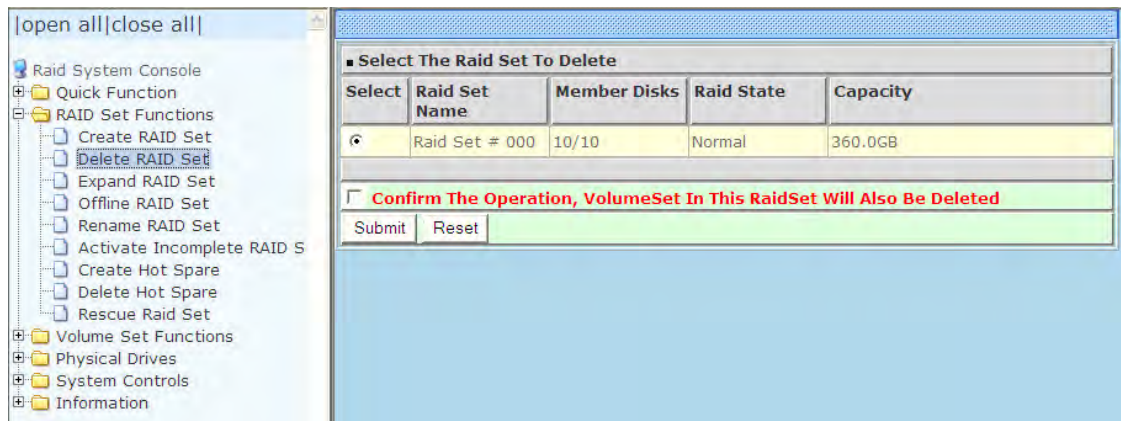 |open all|close all|
Raid System Console
Quick Function
RAID Set Functions
Create RAID Set
Delete RAID Set
Expand RAID Set
Offline RAID Set
Rename RAID Set
Activate Incomplete RAID S
Create Hot Spare
Delete Hot Spare
Rescue Raid Set
Volume Set Functions
Physical Drives
System Controls
Information
Select The Raid Set To Delete
Select Raid Set Name Member Disks Raid State Capacity
Raid Set # 000 10/10 Normal 360.0GB
Confirm The Operation, VolumeSet In This RaidSet Will Also Be Deleted
Submit Reset